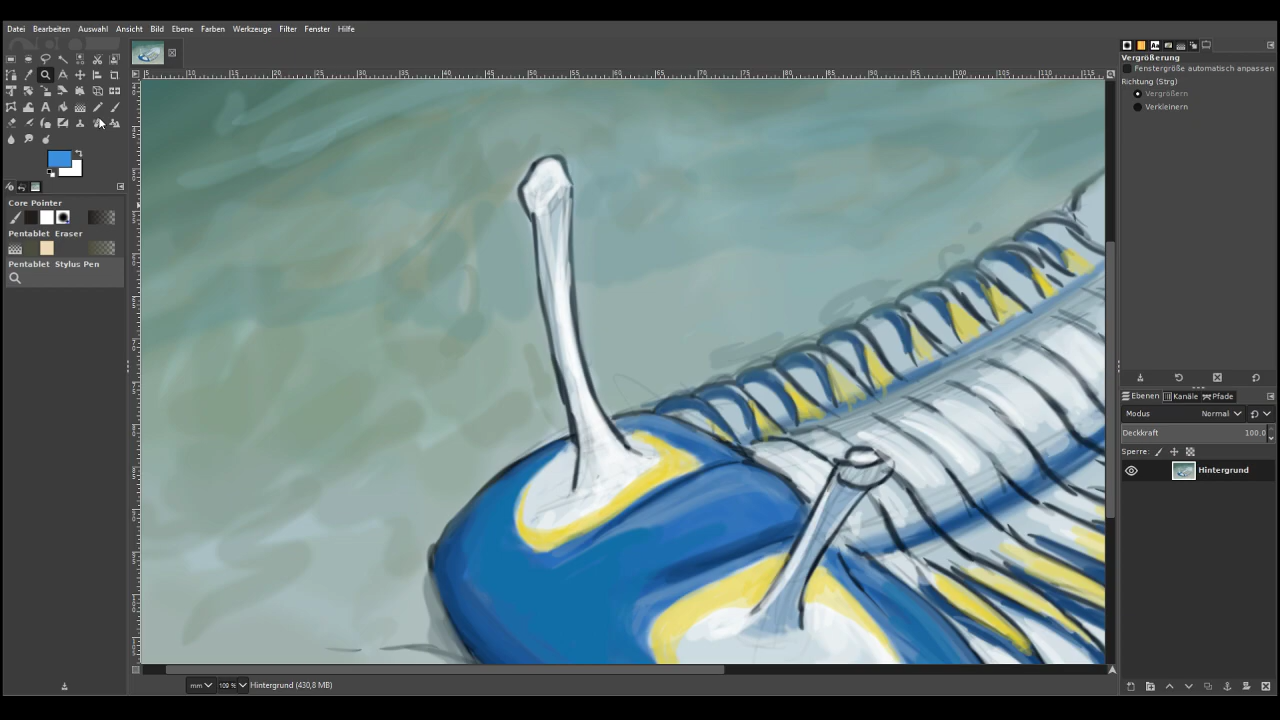 Datei Bearbeiten Auswahl Ansicht Bild Ebene Farben Werkzeuge Filter Fenster Hilfe
Vergrößerung
Fenstergröße automatisch anpassen
Richtung (Strg)
Vergrößern
Verkleinern
Core Pointer
Pentablet Eraser
Pentablet Stylus Pen
Ebenen Kanäle Pfade
Modus Normal
Deckkraft 100.0
Sperre:
Hintergrund
mm 109 % Hintergrund (430,8 MB)